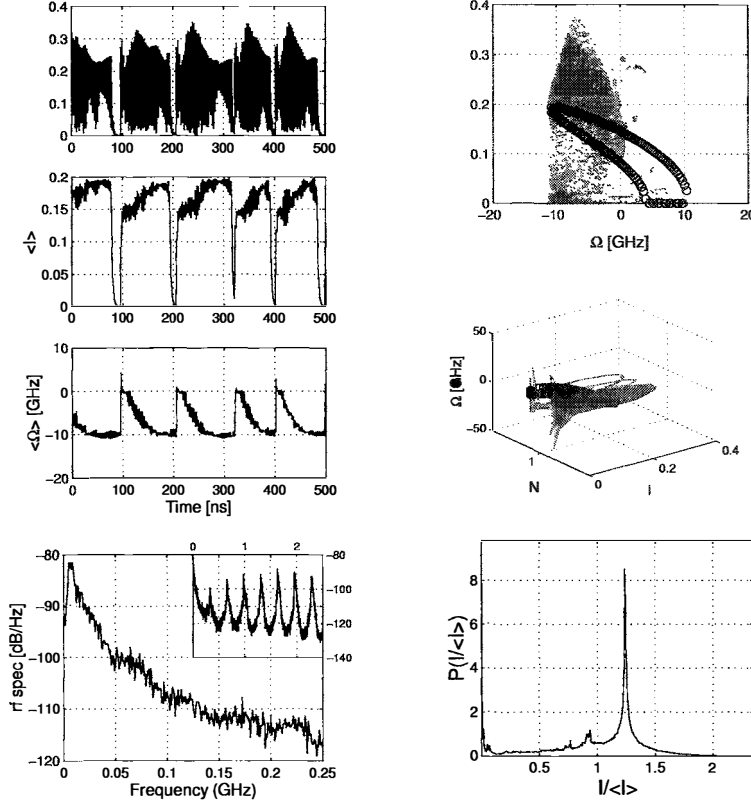 0.4
0.3
0.2
0.1
0
0 100 200 300 400 500
0.2
0.15
0.1
0.05
0
<I>
0 100 200 300 400 500
10
0
−10
−20
<Ω> [GHz]
0 100 200 300 400 500
Time [ns]
0.4
0.3
0.2
0.1
0
−20 −10 0 10 20
Ω [GHz]
50
0
−50
1
0 0.2 0.4
N I
−80
−90
−100
−110
−120
rf spec [dB/Hz]
0 1 2
−80
−100
−120
−140
0 0.05 0.1 0.15 0.2 0.25
Frequency (GHz)
8
6
4
2
0
P(I/<I>)
0.5 1 1.5 2
I/<I>